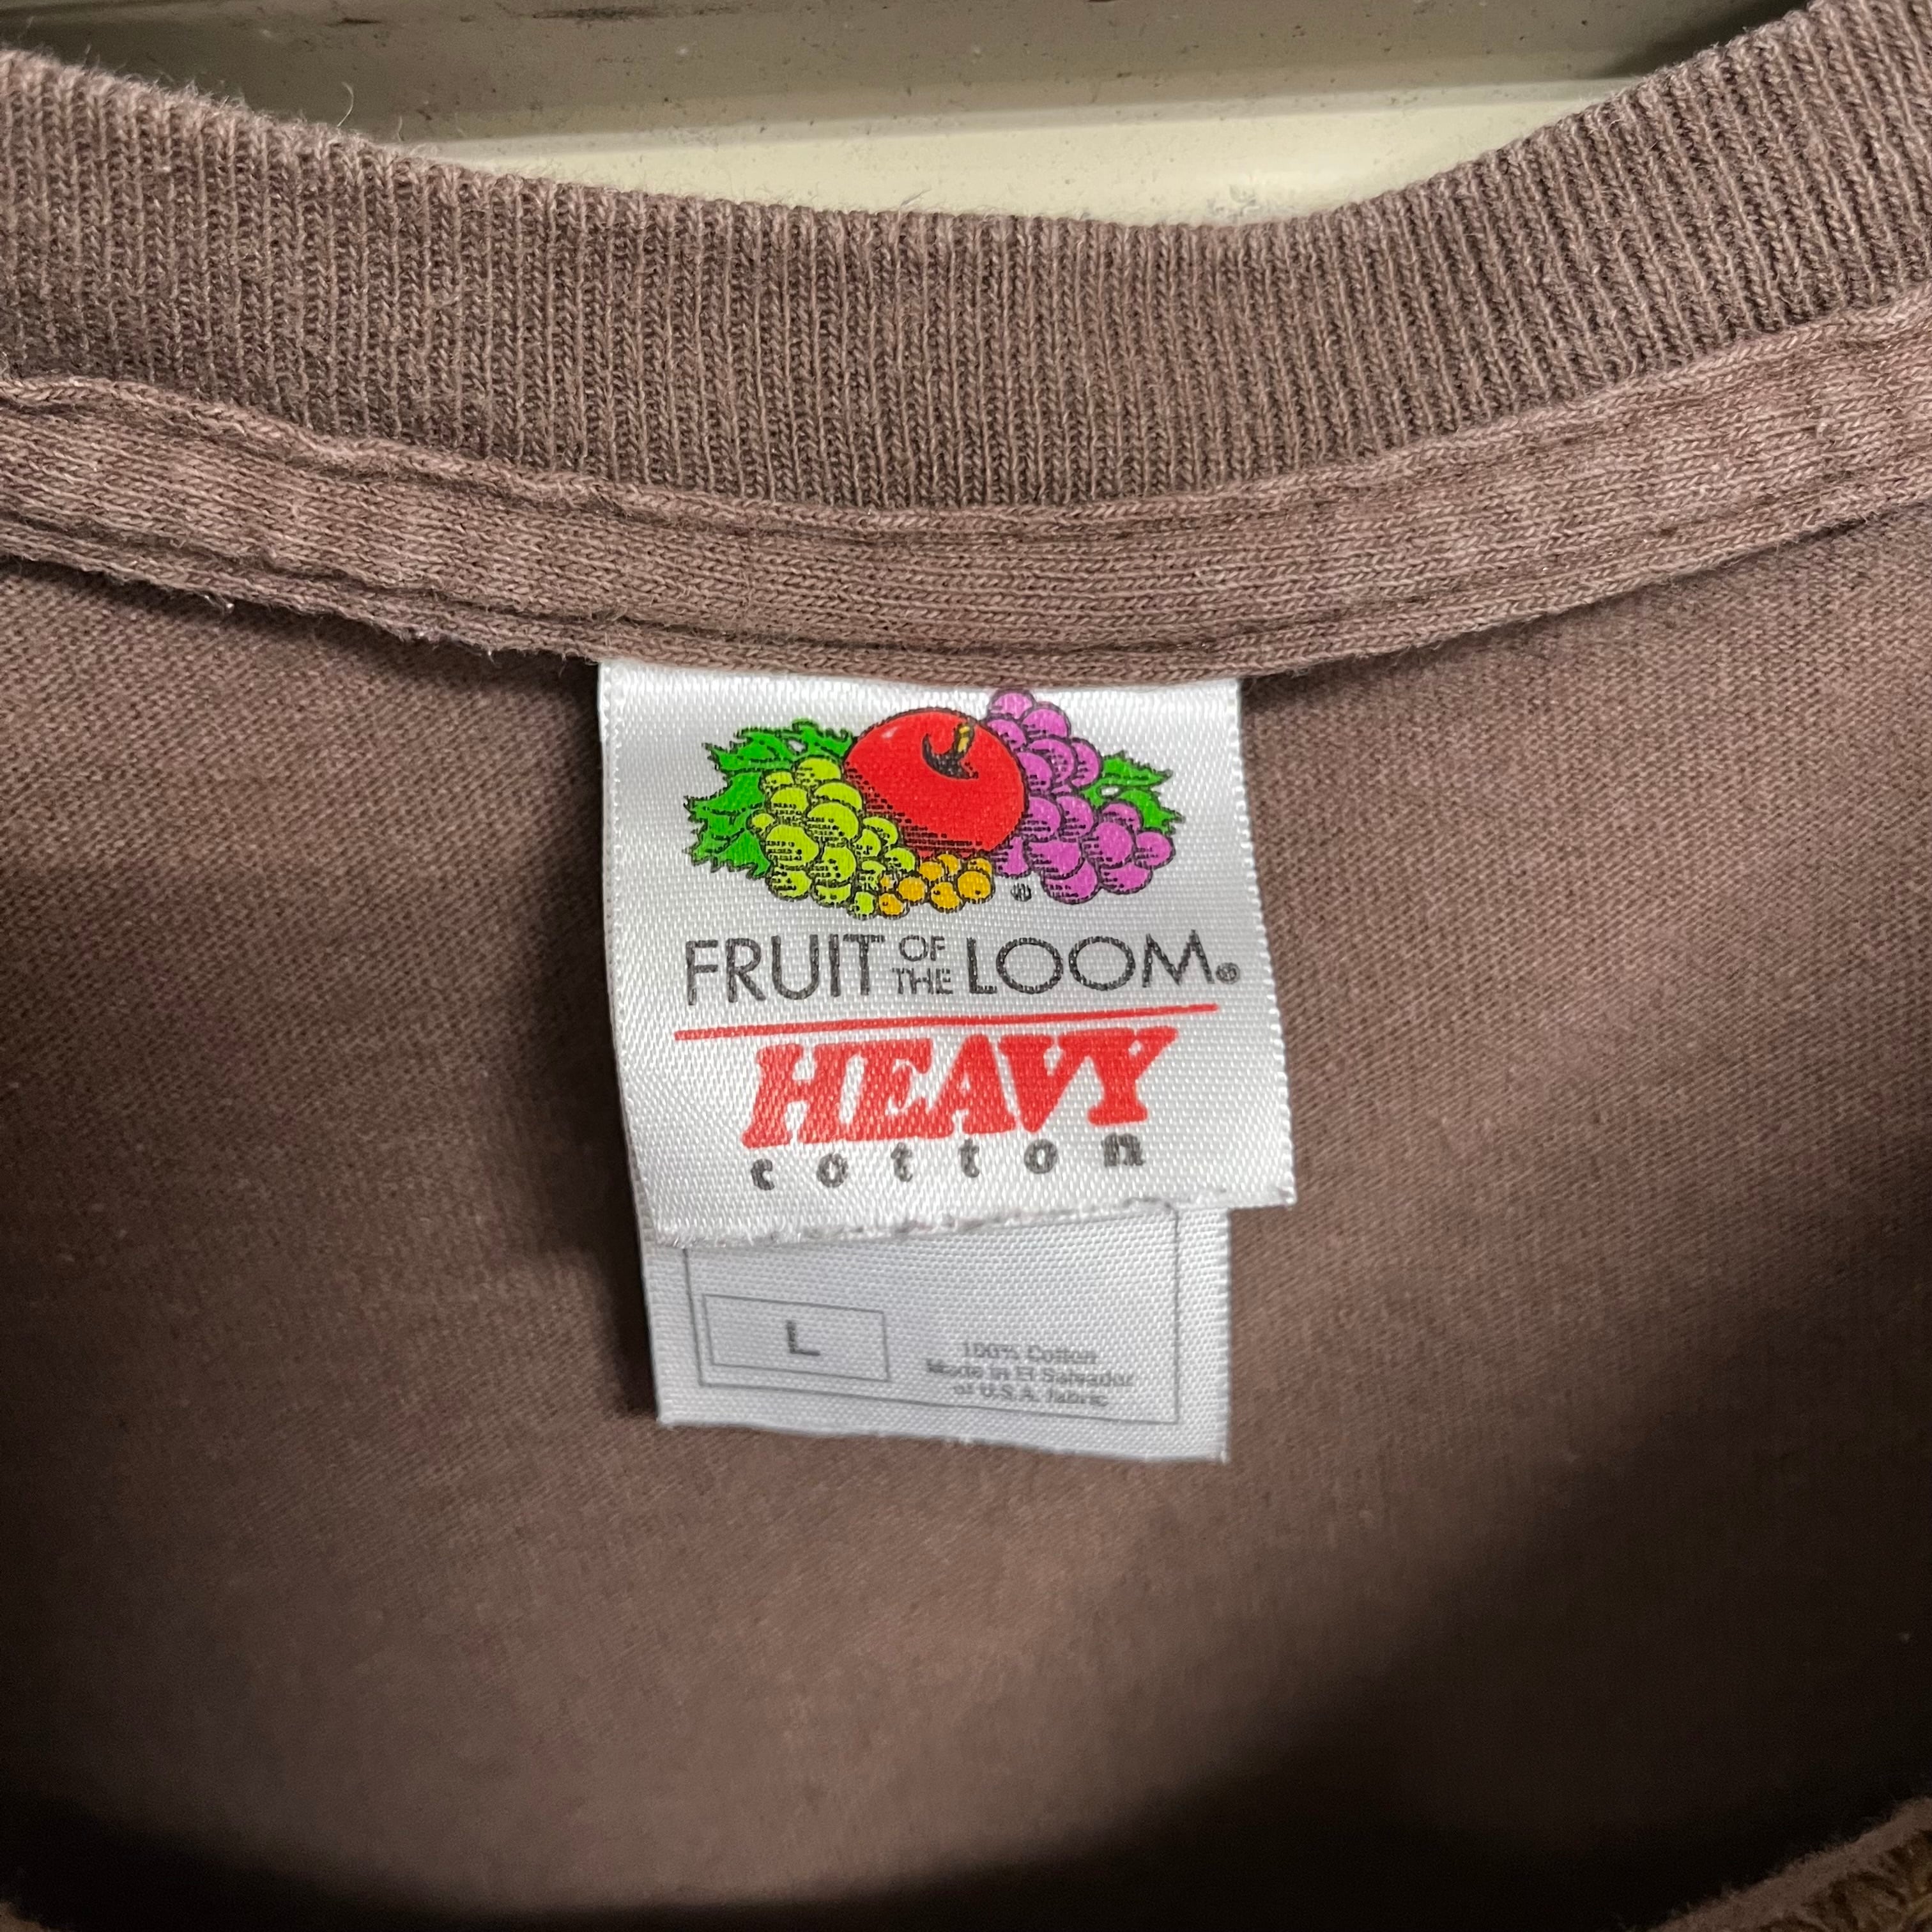 FRUIT OF THE LOOM®
HEAVY
cotton
L
100% Cotton
Made in El Salvador
of U.S.A. fabric